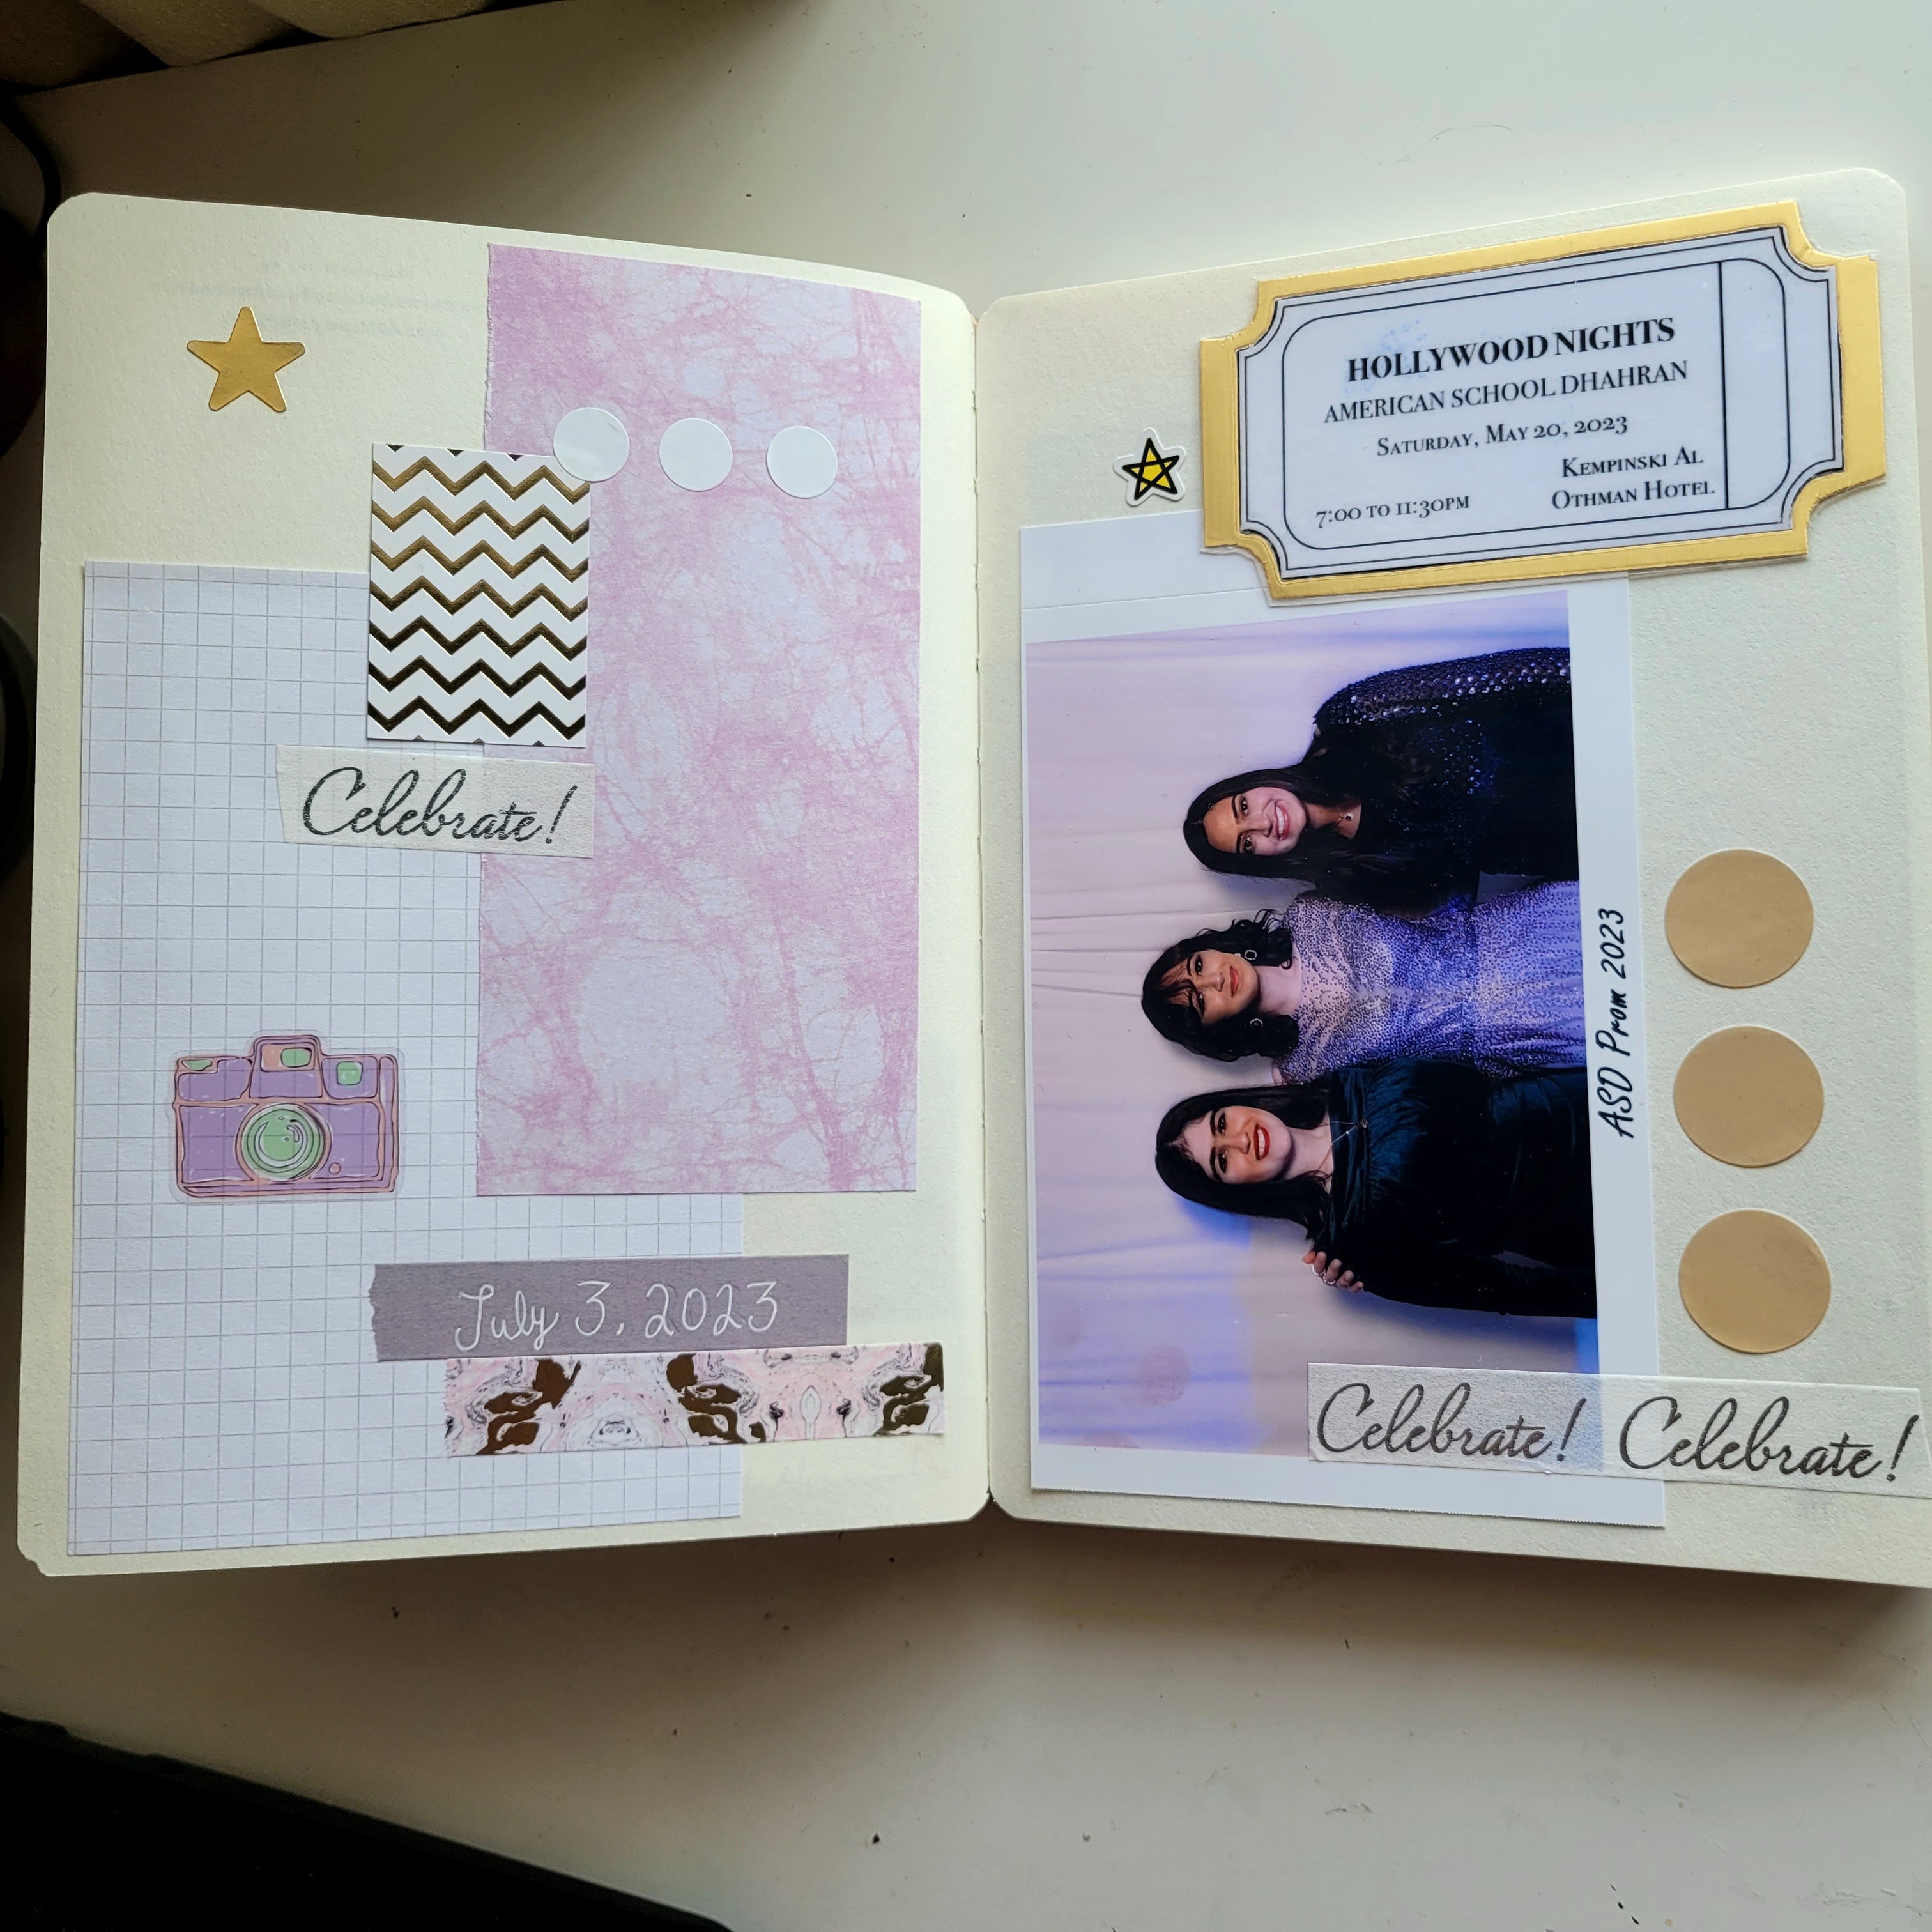 Celebrate!
July 3, 2023
HOLLYWOOD NIGHTS
AMERICAN SCHOOL DHAHRAN
SATURDAY, MAY 20, 2023
KEMPINSKI AL
OTHMAN HOTEL
7:00 TO 11:30PM
ASD Prom 2023
Celebrate! Celebrate!